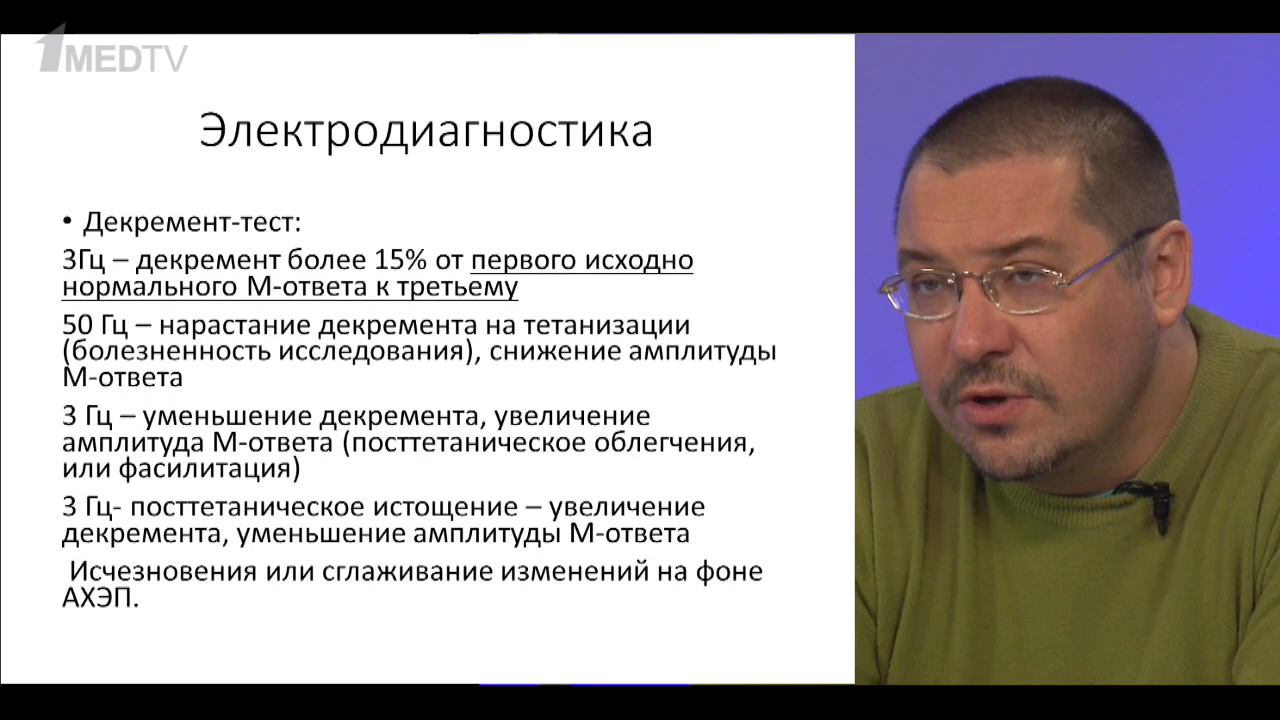 1MEDTV
Электродиагностика
• Декремент-тест:
3Гц – декремент более 15% от первого исходно
нормального М-ответа к третьему
50 Гц – нарастание декремента на тетанизации
(болезненность исследования), снижение амплитуды
М-ответа
3 Гц – уменьшение декремента, увеличение
амплитуда М-ответа (посттетаническое облегчения,
или фасилитация)
3 Гц- посттетаническое истощение – увеличение
декремента, уменьшение амплитуды М-ответа
Исчезновения или сглаживание изменений на фоне
АХЭП.